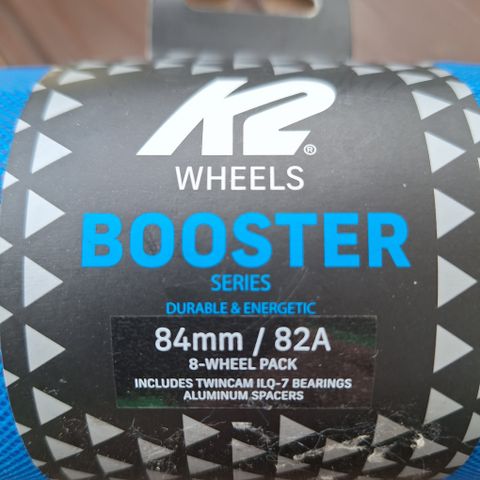 K2®
WHEELS
BOOSTER
SERIES
DURABLE & ENERGETIC
84mm / 82A
8-WHEEL PACK
INCLUDES TWINCAM ILQ-7 BEARINGS
ALUMINUM SPACERS